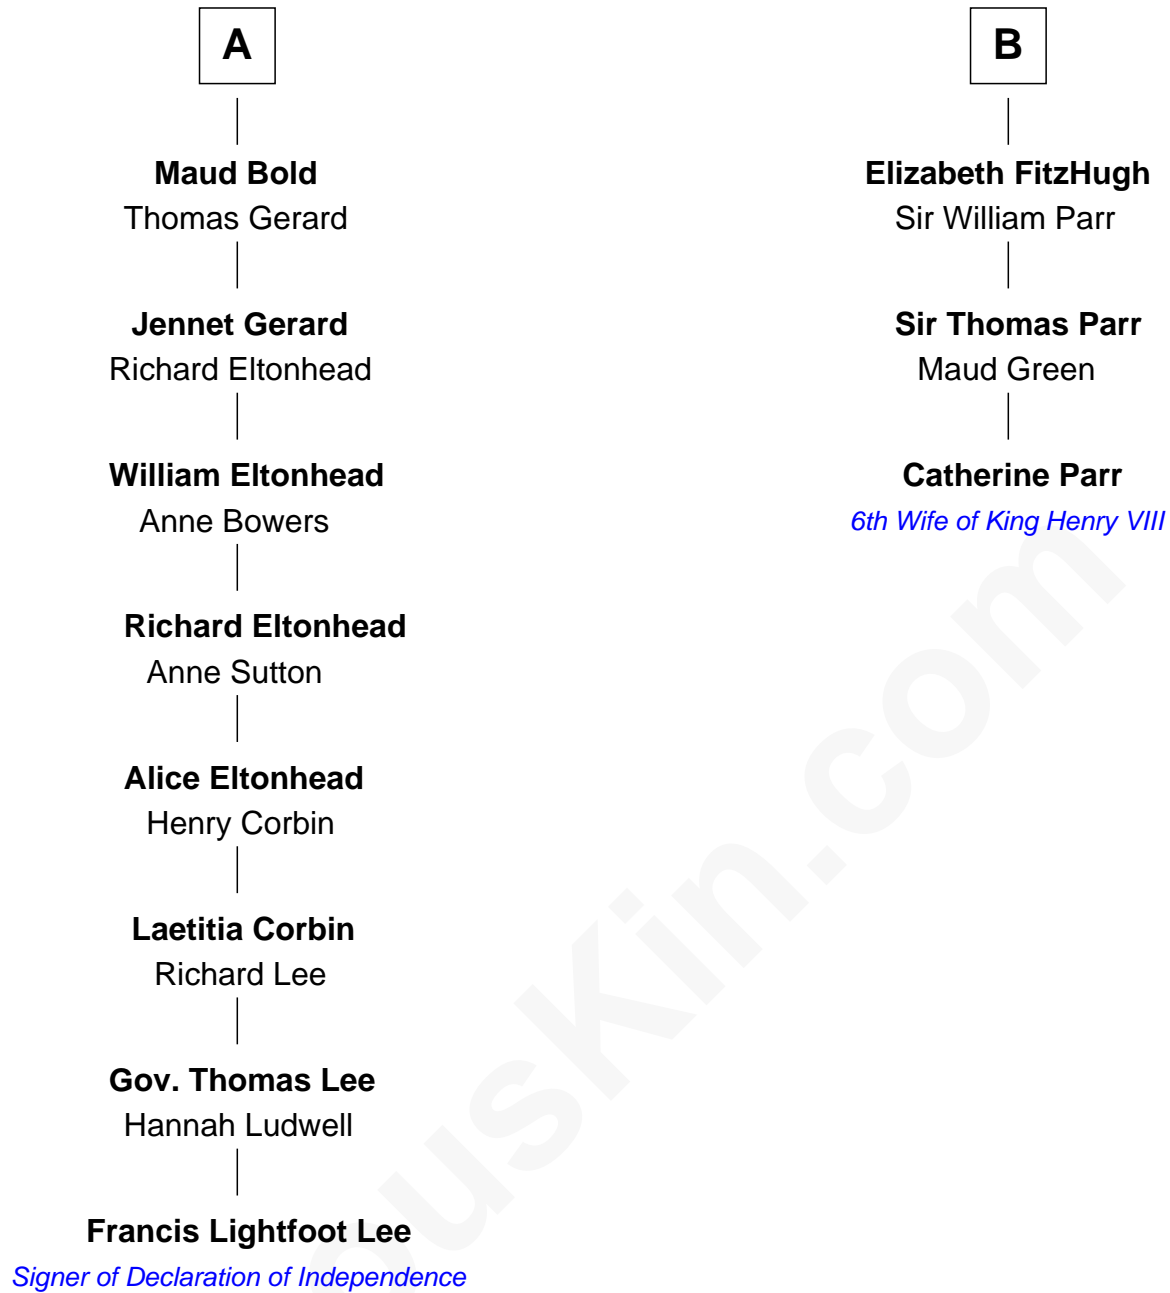 A
Maud Bold
Thomas Gerard
Jennet Gerard
Richard Eltonhead
William Eltonhead
Anne Bowers
Richard Eltonhead
Anne Sutton
Alice Eltonhead
Henry Corbin
Laetitia Corbin
Richard Lee
Gov. Thomas Lee
Hannah Ludwell
Francis Lightfoot Lee
Signer of Declaration of Independence
B
Elizabeth FitzHugh
Sir William Parr
Sir Thomas Parr
Maud Green
Catherine Parr
6th Wife of King Henry VIII
ousKin.com